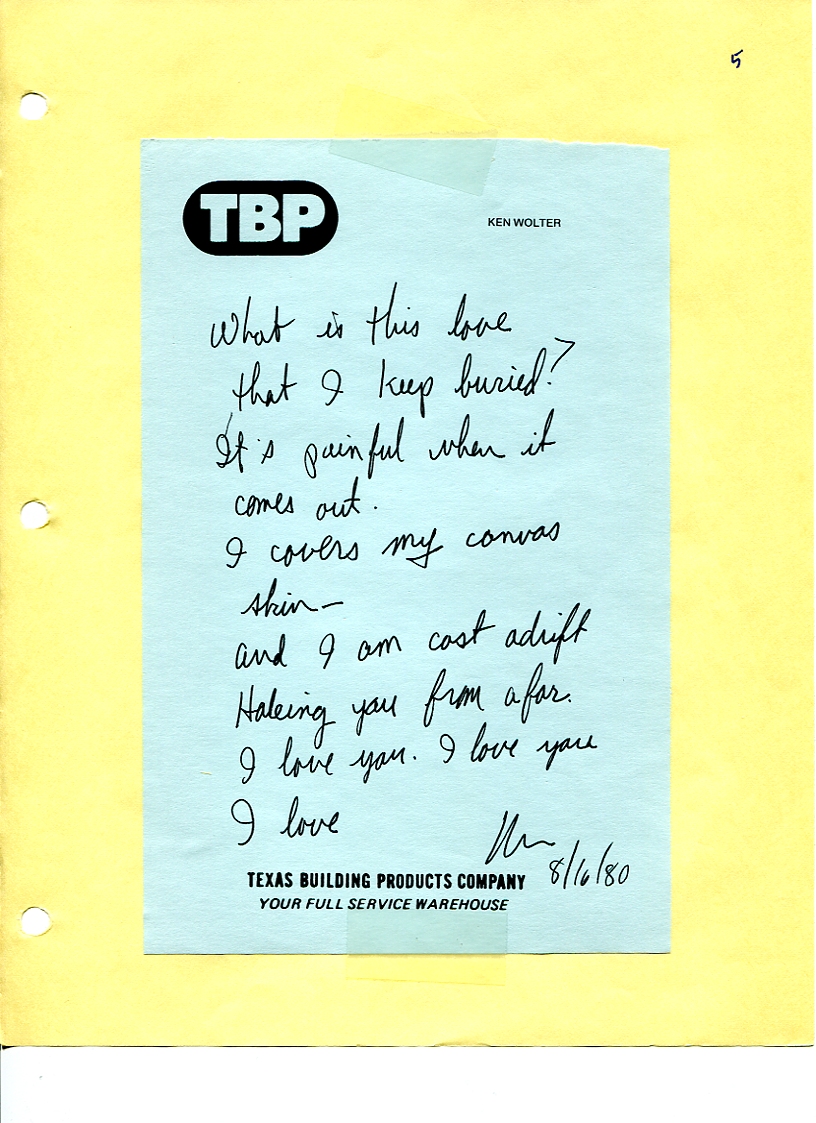 5
TBP
KEN WOLTER
What is this love
that I keep buried?
It's painful when it
comes out.
I covers my canvas
skin—
and I am cast adrift
Haleing you from afar.
I love you. I love you
I love
Ken
8/6/80
TEXAS BUILDING PRODUCTS COMPANY
YOUR FULL SERVICE WAREHOUSE